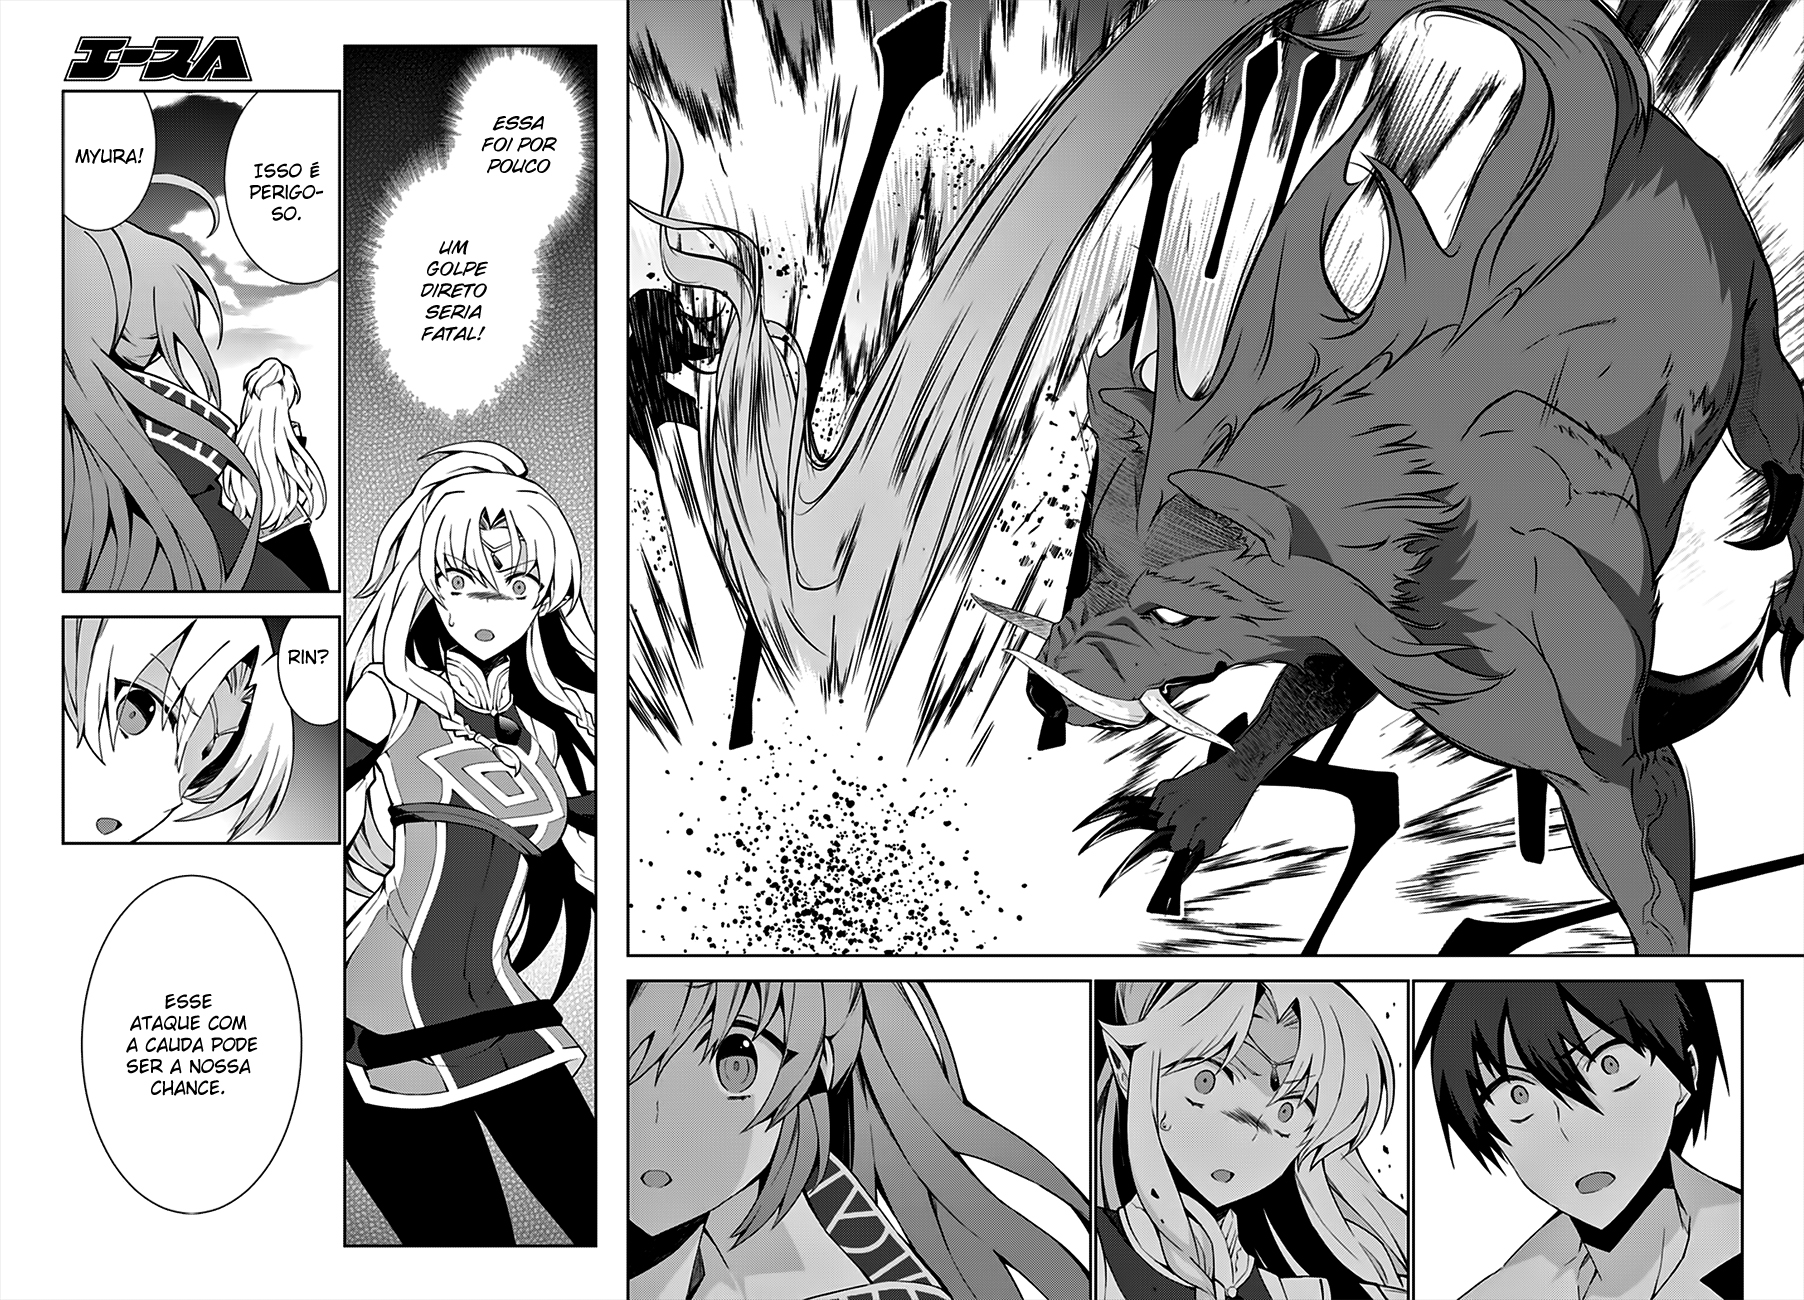 エースA
ESSA
FOI POR
POUCO
UM
GOLPE
DIRETO
SERIA
FATAL!
ISSO É
PERIGO-
SO.
MYURA!
RIN?
ESSE
ATAQUE COM
A CAUDA PODE
SER A NOSSA
CHANCE.